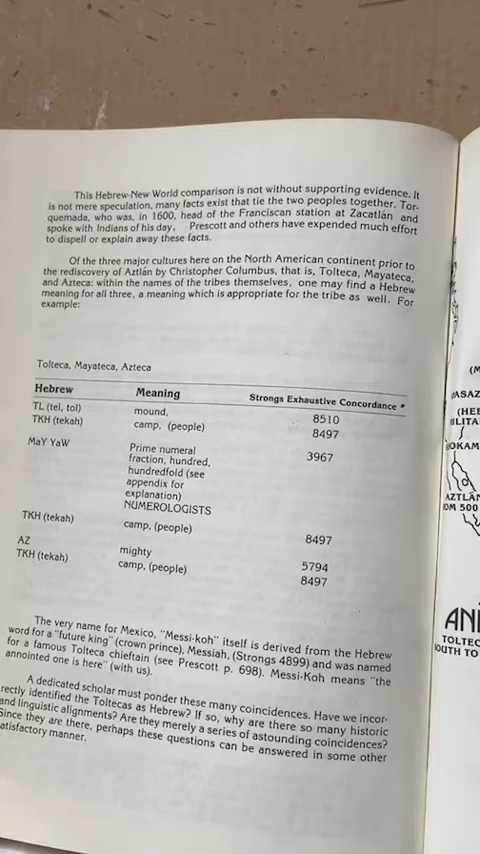 This Hebrew-New World comparison is not without supporting evidence. It
is not mere speculation, many facts exist that tie the two peoples together. Tor-
quemada, who was, in 1600, head of the Franciscan station at Zacatlán and
spoke with Indians of his day. Prescott and others have expended much effort
to dispell or explain away these facts.
Of the three major cultures here on the North American continent prior to
the rediscovery of Aztlán by Christopher Columbus, that is, Tolteca, Mayateca,
and Azteca: within the names of the tribes themselves, one may find a Hebrew
meaning for all three, a meaning which is appropriate for the tribe as well. For
example:
Tolteca, Mayateca, Azteca
Hebrew Meaning Strongs Exhaustive Concordance #
TL (tel, tol) mound, 8510
TKH (tekah) camp, (people) 8497
MaY YaW Prime numeral 3967
fraction, hundred,
hundredfold (see
appendix for
explanation)
NUMEROLOGISTS
TKH (tekah) camp, (people) 8497
AZ mighty 5794
TKH (tekah) camp, (people) 8497
The very name for Mexico, "Messi-koh" itself is derived from the Hebrew
word for a "future king" (crown prince), Messiah, (Strongs 4899) and was named
for a famous Tolteca chieftain (see Prescott p. 698). Messi-Koh means "the
annointed one is here" (with us).
A dedicated scholar must ponder these many coincidences. Have we incor-
rectly identified the Toltecas as Hebrew? If so, why are there so many historic
and linguistic alignments? Are they merely a series of astounding coincidences?
Since they are there, perhaps these questions can be answered in some other
atisfactory manner.
(M
ASAZ
(HEE
ILITA
OKAM
AZTLÁN
OM 500
AN
TOLTEC
OUTH TO